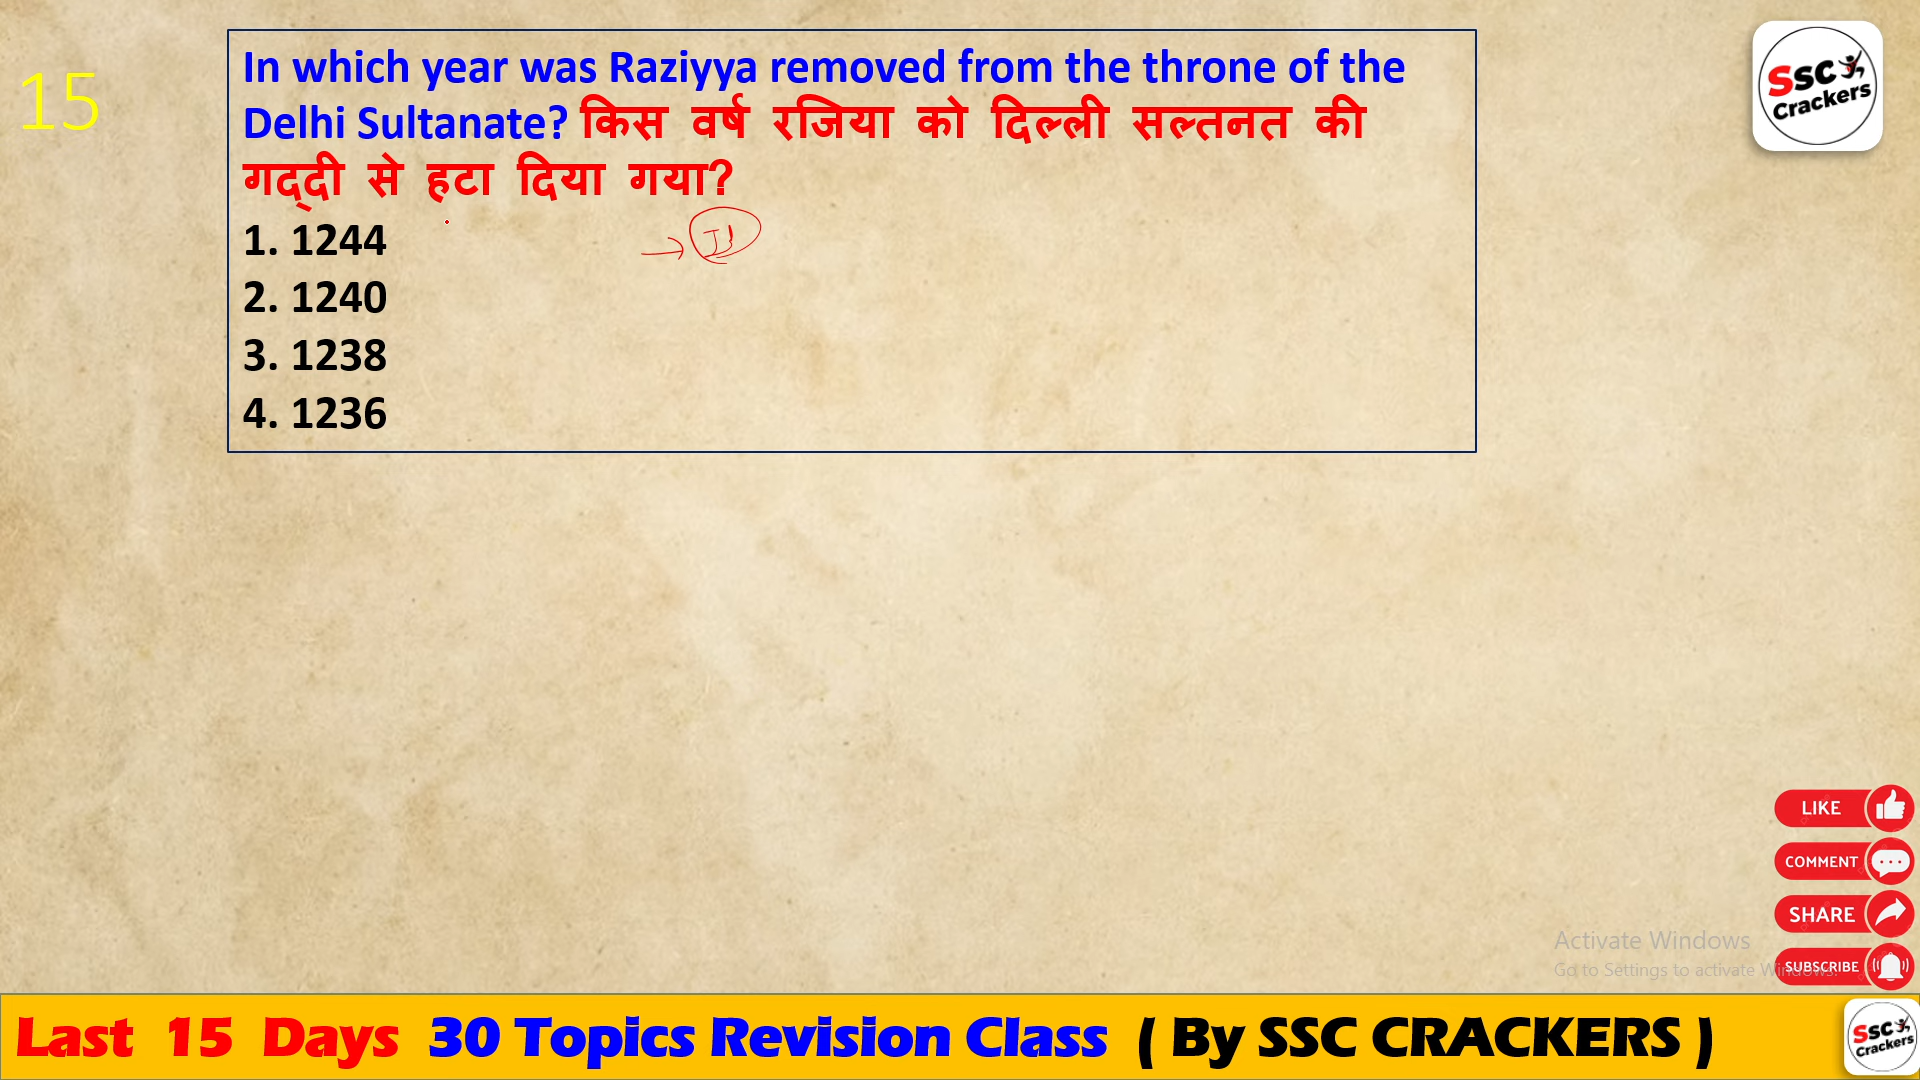 15
In which year was Raziyya removed from the throne of the
Delhi Sultanate? किस वर्ष रजिया को दिल्ली सल्तनत की
गद्दी से हटा दिया गया?
1. 1244
2. 1240
3. 1238
4. 1236
SSC
Crackers
LIKE
COMMENT
SHARE
SUBSCRIBE
Activate Windows
Go to Settings to activate Windows.
Last 15 Days 30 Topics Revision Class ( By SSC CRACKERS )
SSC
Crackers